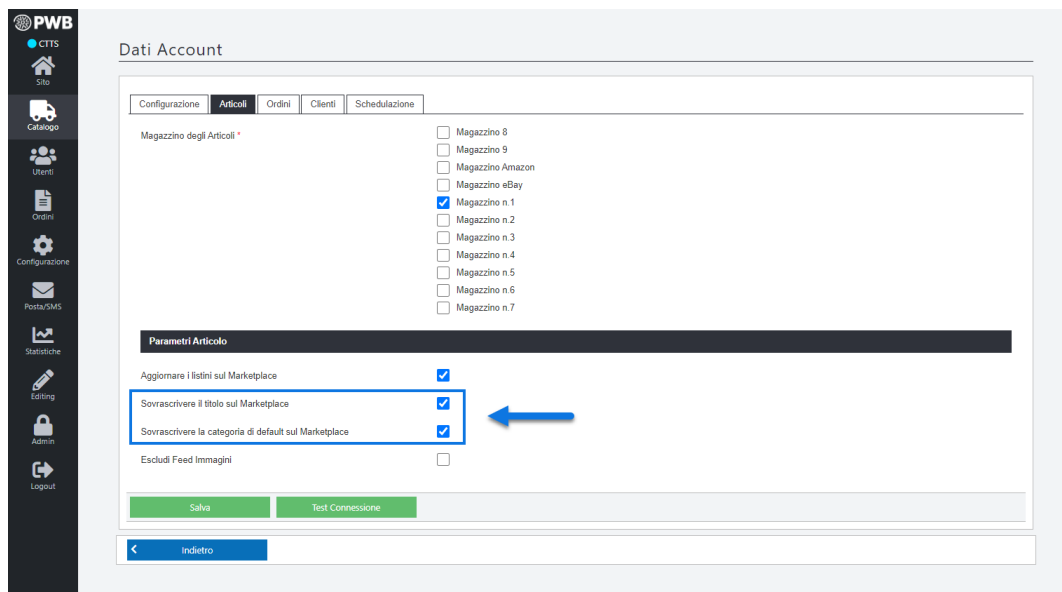 PWB
CTTS
Sito
Catalogo
Utenti
Ordini
Configurazione
Posta/SMS
Statistiche
Editing
Admin
Logout
Dati Account
Configurazione Articoli Ordini Clienti Schedulazione
Magazzino degli Articoli *
Magazzino 8
Magazzino 9
Magazzino Amazon
Magazzino eBay
Magazzino n.1
Magazzino n.2
Magazzino n.3
Magazzino n.4
Magazzino n.5
Magazzino n.6
Magazzino n.7
Parametri Articolo
Aggiornare i listini sul Marketplace
Sovrascrivere il titolo sul Marketplace
Sovrascrivere la categoria di default sul Marketplace
Escludi Feed Immagini
Salva Test Connessione
Indietro